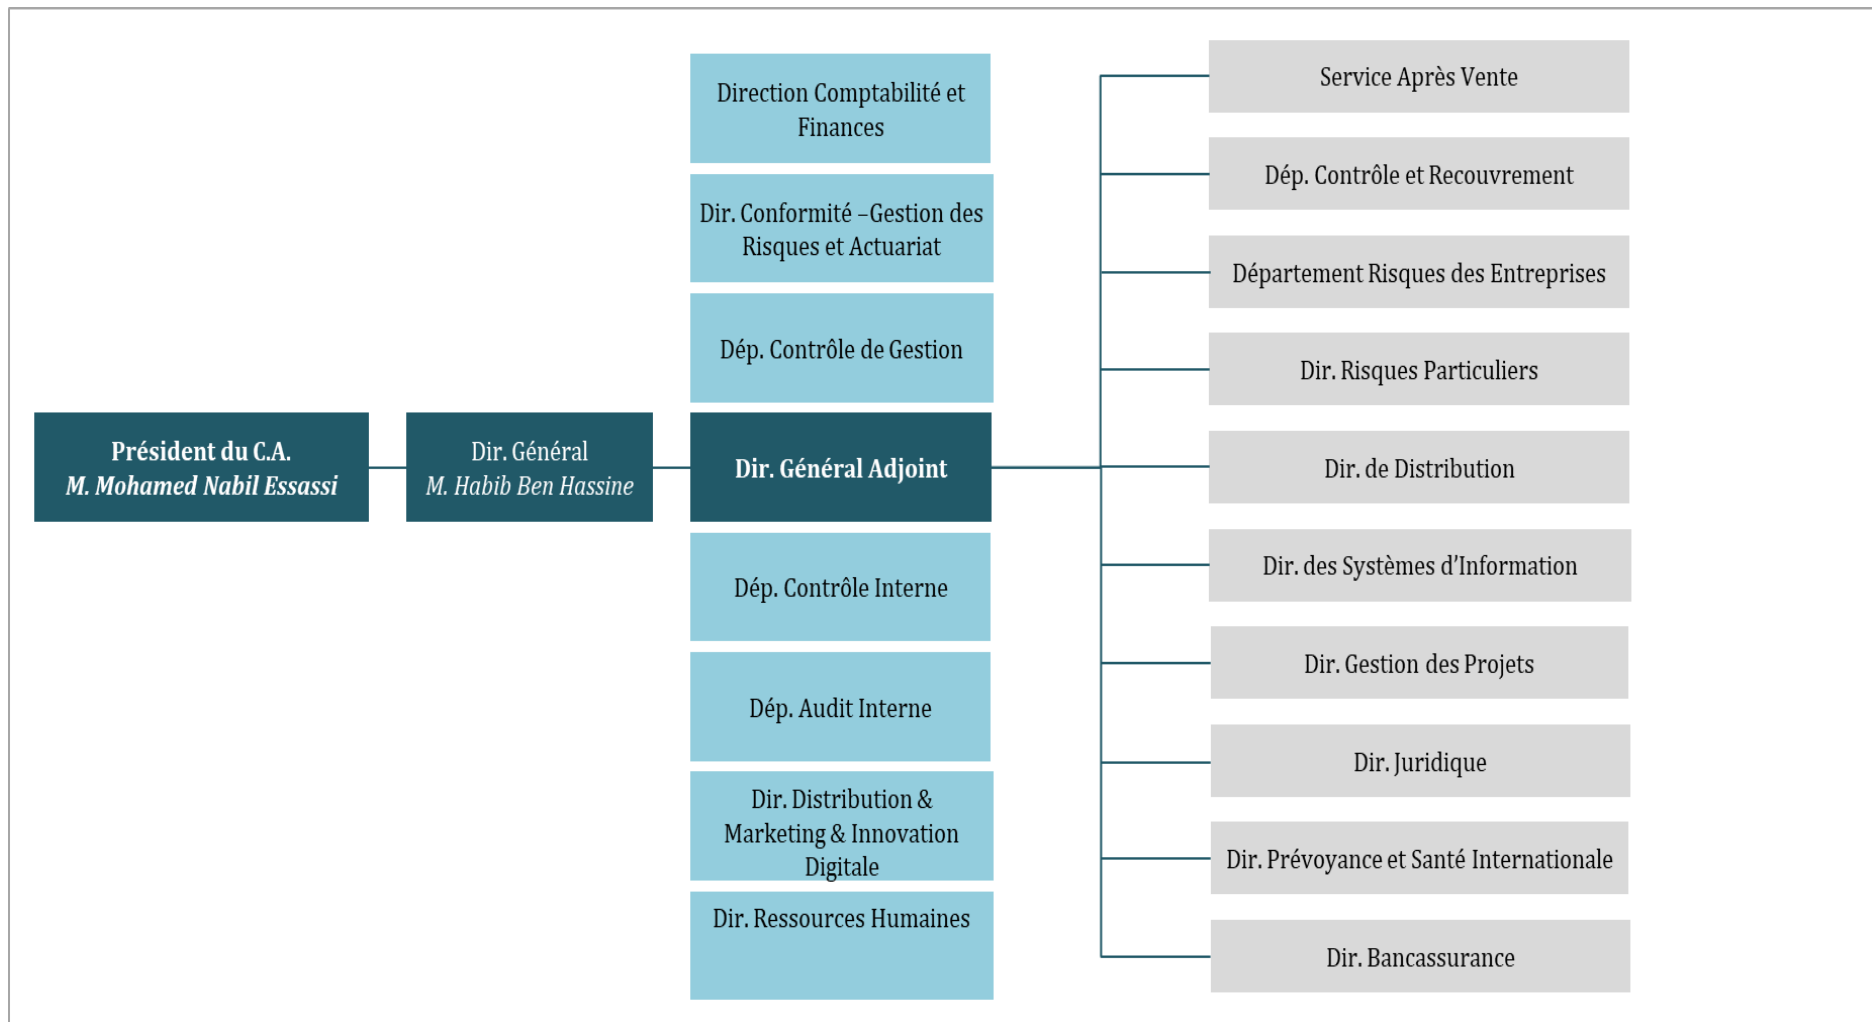 Président du C.A.
M. Mohamed Nabil Essassi
Dir. Général
M. Habib Ben Hassine
Direction Comptabilité et
Finances
Dir. Conformité –Gestion des
Risques et Actuariat
Dép. Contrôle de Gestion
Dir. Général Adjoint
Dép. Contrôle Interne
Dép. Audit Interne
Dir. Distribution &
Marketing & Innovation
Digitale
Dir. Ressources Humaines
Service Après Vente
Dép. Contrôle et Recouvrement
Département Risques des Entreprises
Dir. Risques Particuliers
Dir. de Distribution
Dir. des Systèmes d’Information
Dir. Gestion des Projets
Dir. Juridique
Dir. Prévoyance et Santé Internationale
Dir. Bancassurance